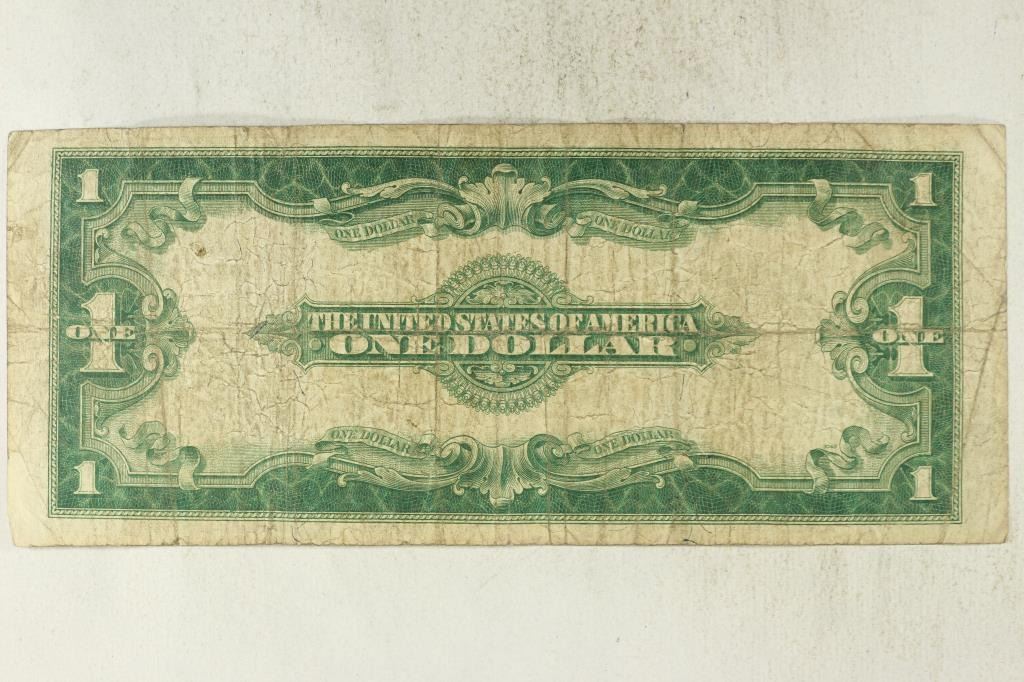 1 1
ONE DOLLAR ONE DOLLAR
THE UNITED STATES OF AMERICA
ONE 1 ONE 1
ONE DOLLAR
ONE DOLLAR ONE DOLLAR
1 1